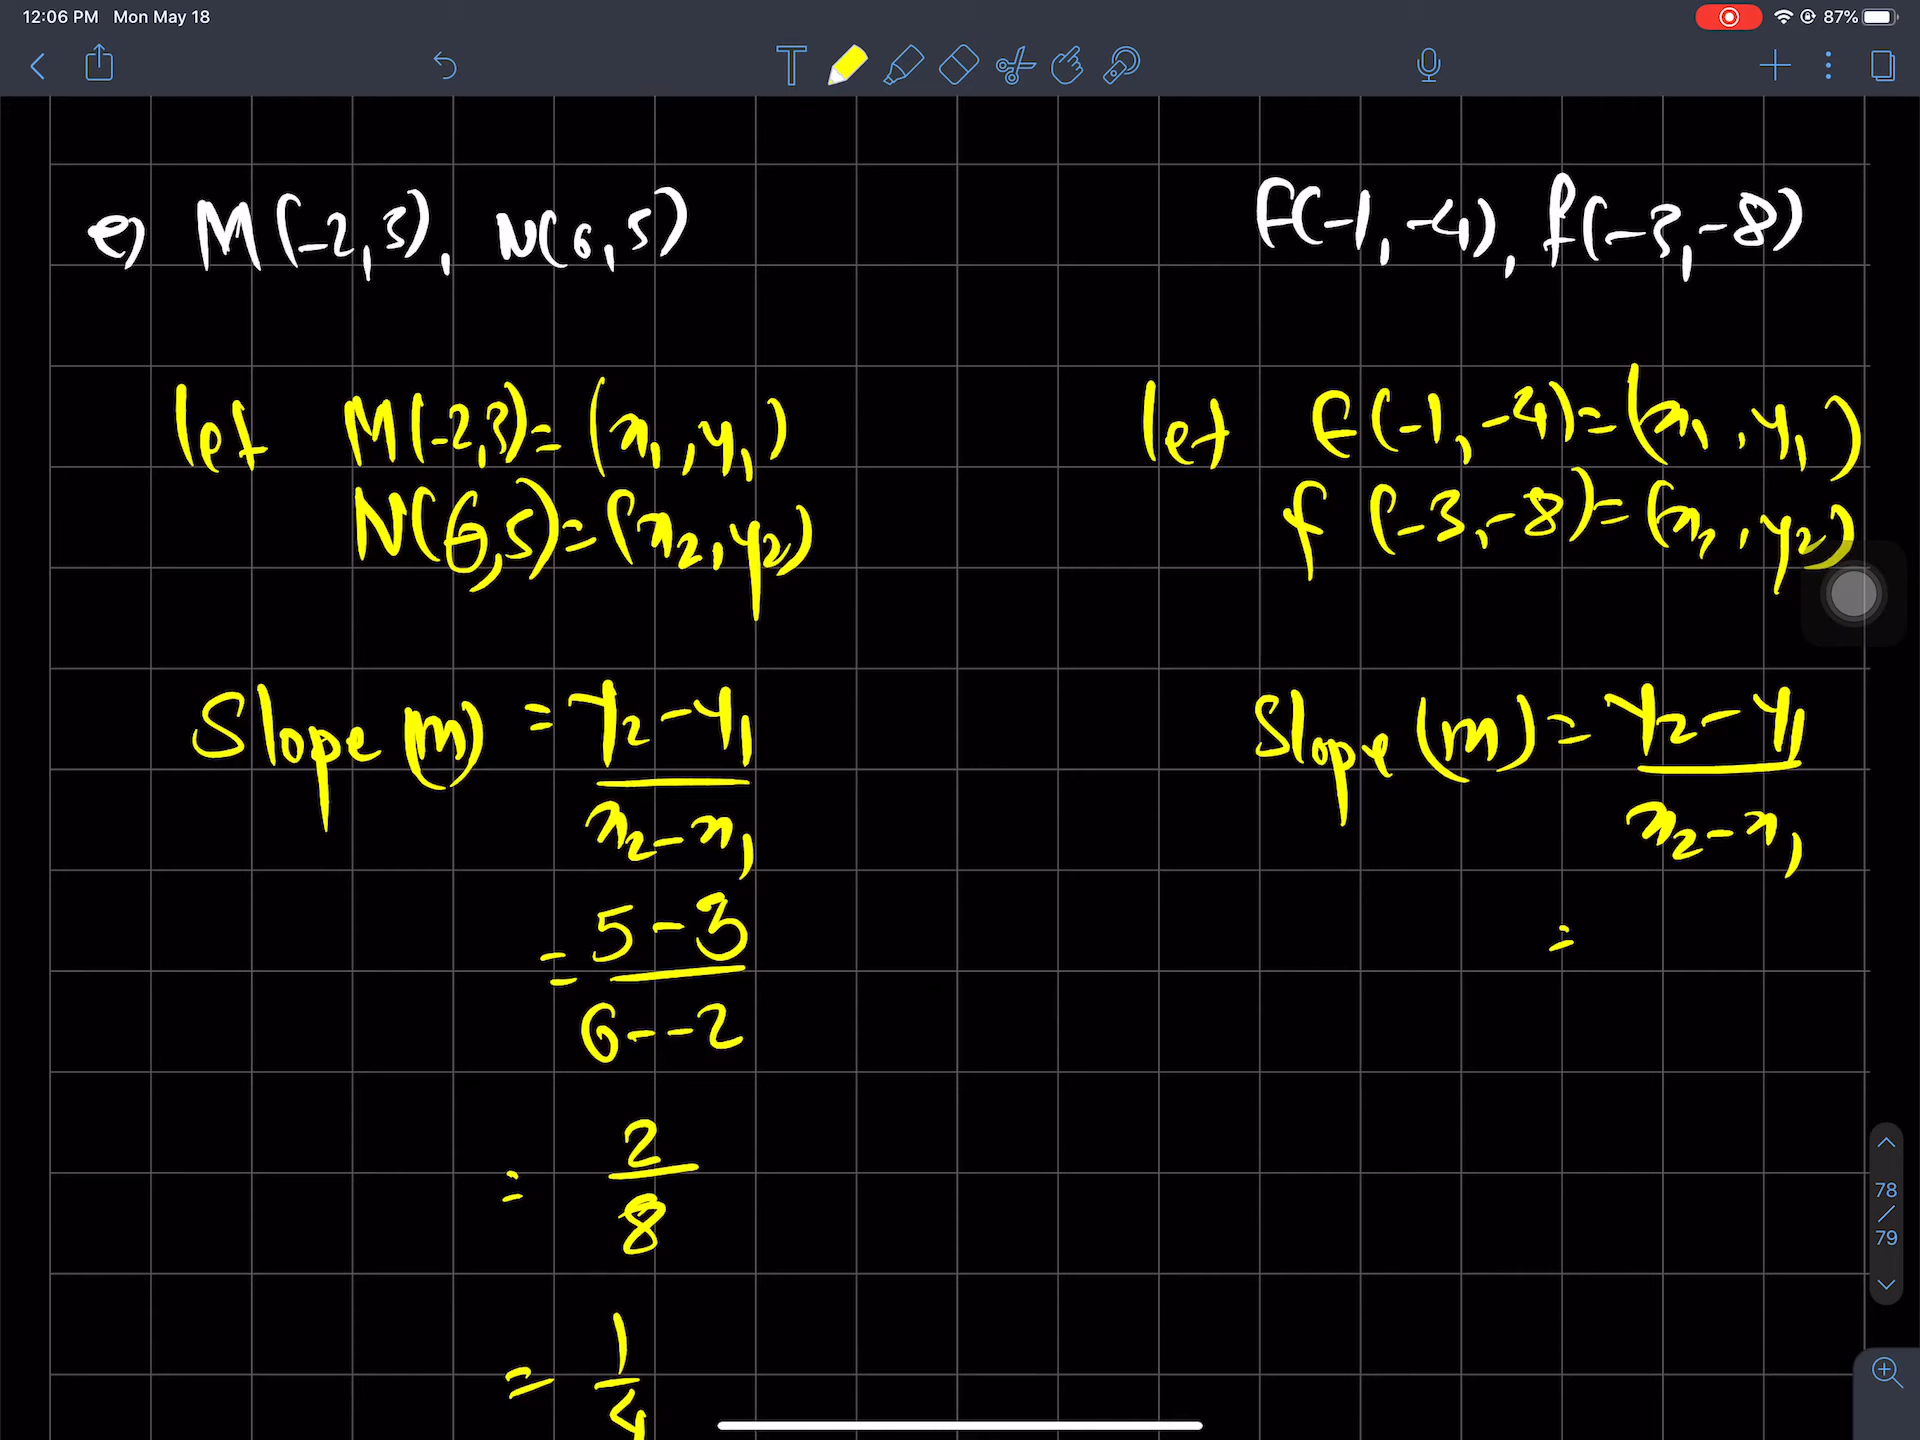 12:06 PM Mon May 18
87%
e) M(-2,3), N(6,5)
let M(-2,3)=(x₁,y₁)
N(6,5)=(x₂,y₂)
Slope (m) = y₂-y₁
x₂-x₁
= 5-3
6--2
= 2
8
= 1
4
E(-1,-4), f(-3,-8)
let E(-1,-4)=(x₁,y₁)
f (-3,-8)=(x₂,y₂)
Slope (m) = y₂-y₁
x₂-x₁
=
78
/
79